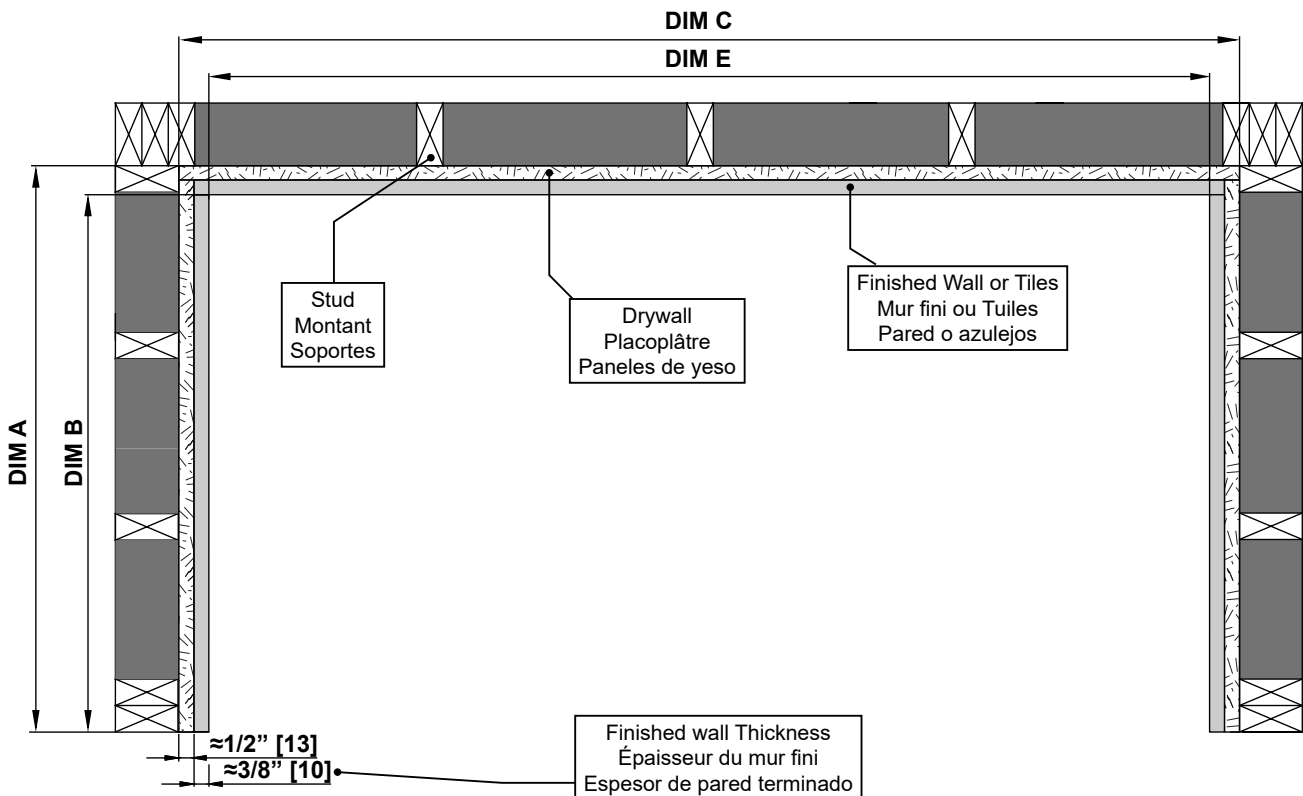 DIM C
DIM E
DIM A
DIM B
Stud
Montant
Soportes
Drywall
Placoplâtre
Paneles de yeso
Finished Wall or Tiles
Mur fini ou Tuiles
Pared o azulejos
≈1/2” [13]
≈3/8” [10]
Finished wall Thickness
Épaisseur du mur fini
Espesor de pared terminado